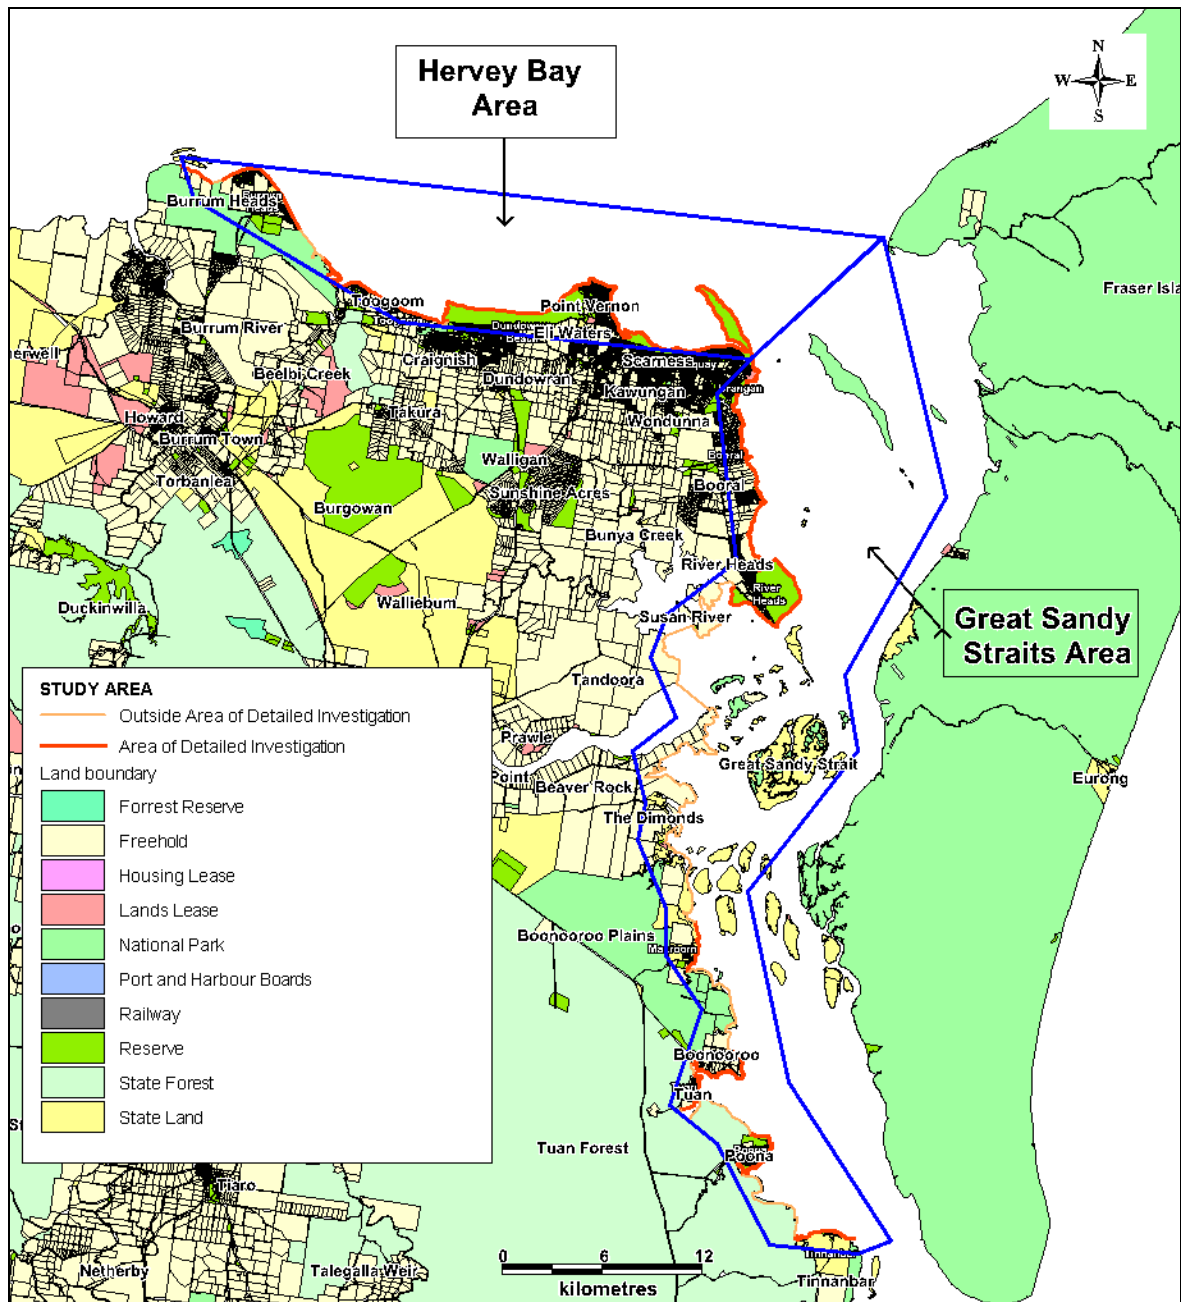 Hervey Bay
Area
N
W E
S
Burrum Heads
Fraser Isla
Toogoom
Point Vernon
Burrum River
Eli Waters
Craignish
Scarness
Beelbi Creek
Dundowran
Kawungan
Takura
Howard
Wondunna
Burrum Town
Walligan
Torbanlea
Sunshine Acres
Booral
Burgowan
Bunya Creek
River Heads
River
Heads
Duckinwilla
Walliebum
Susan River
Great Sandy
Straits Area
Tandoora
Prawle
Great Sandy Strait
Point
Beaver Rock
Eurong
The Dimonds
Boonooroo Plains
Boonooroo
Tuan
Tuan Forest
Poona
Tiaro
Netherby
Talegalla Weir
Tinnanbar
STUDY AREA
Outside Area of Detailed Investigation
Area of Detailed Investigation
Land boundary
Forrest Reserve
Freehold
Housing Lease
Lands Lease
National Park
Port and Harbour Boards
Railway
Reserve
State Forest
State Land
0 6 12
kilometres